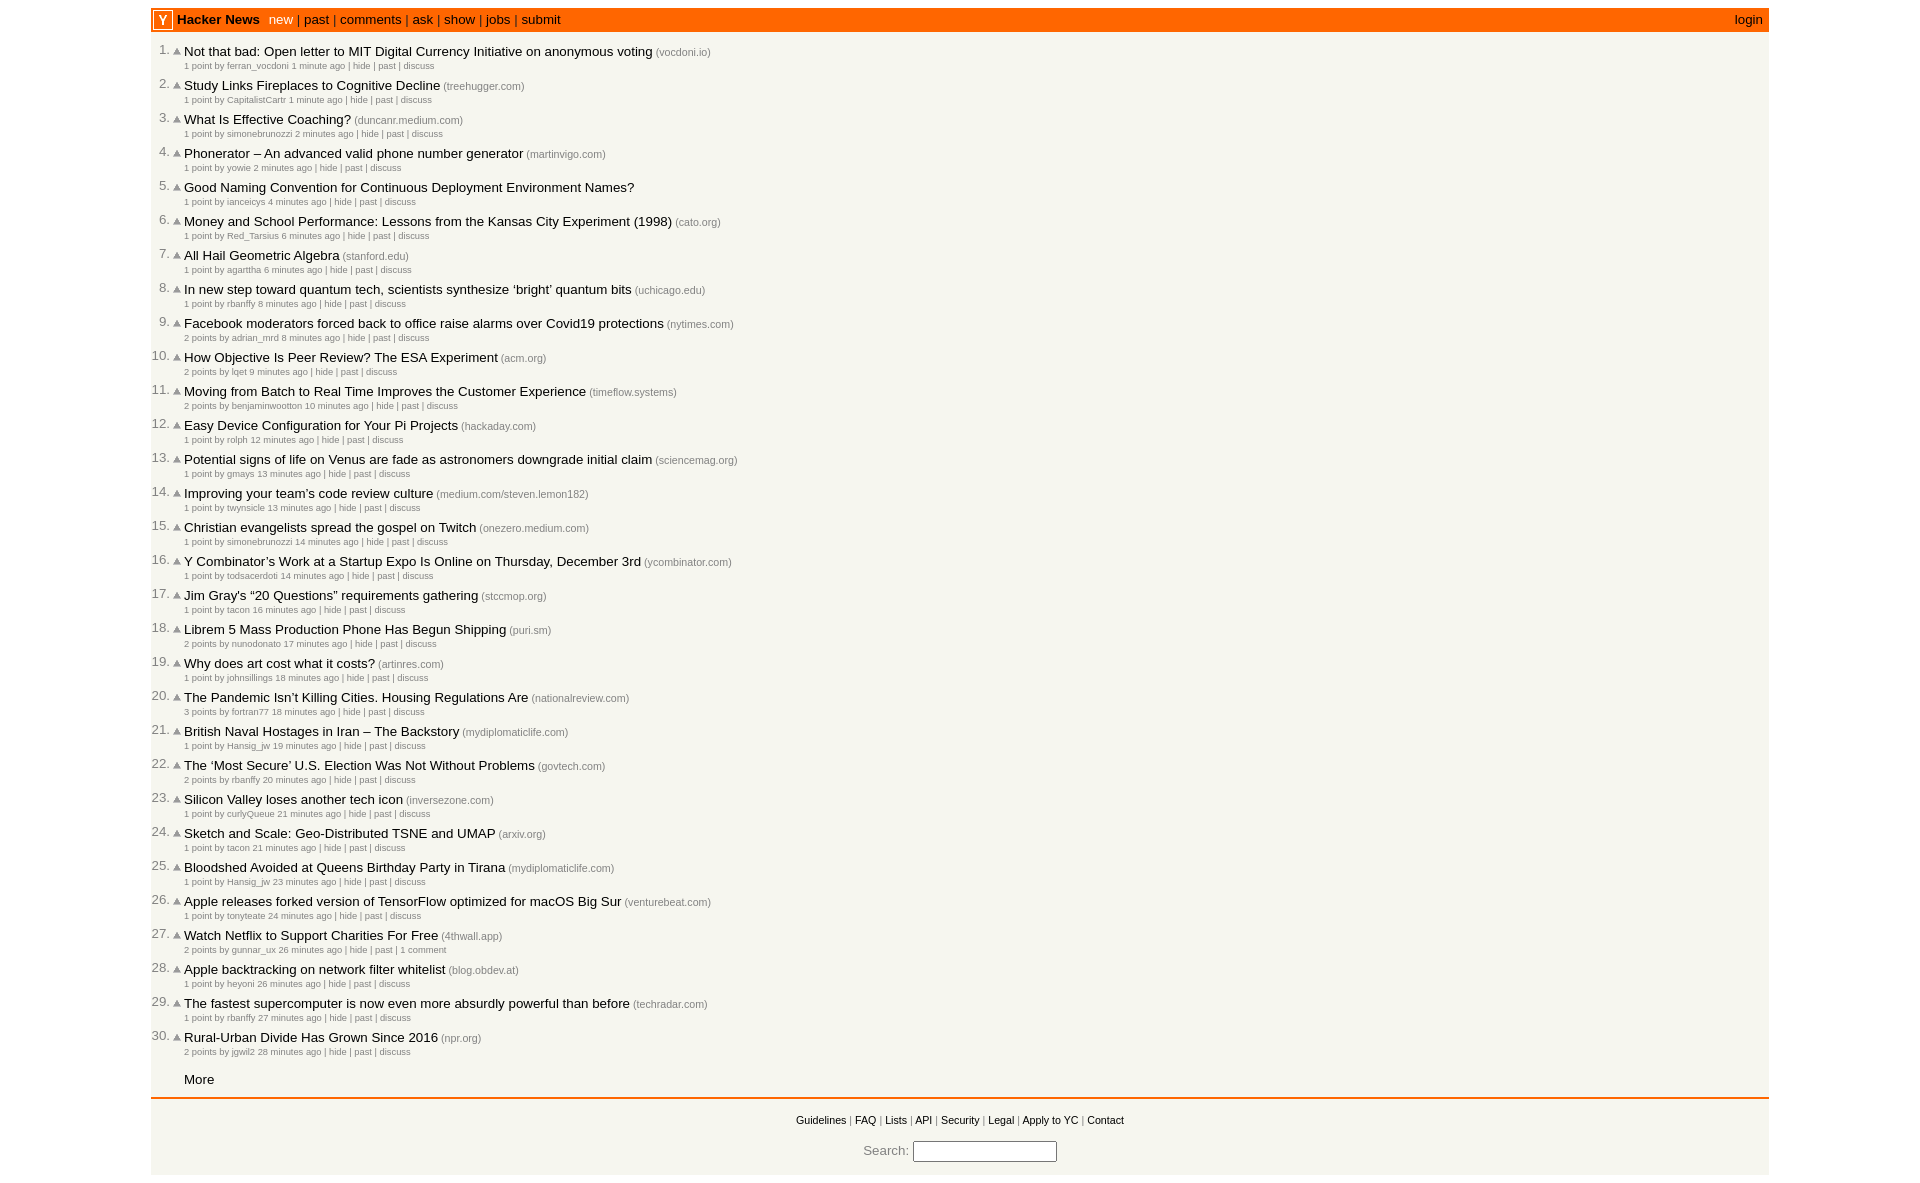 Y Hacker News new | past | comments | ask | show | jobs | submit login
1. Not that bad: Open letter to MIT Digital Currency Initiative on anonymous voting (vocdoni.io)
1 point by ferran_vocdoni 1 minute ago | hide | past | discuss
2. Study Links Fireplaces to Cognitive Decline (treehugger.com)
1 point by CapitalistCartr 1 minute ago | hide | past | discuss
3. What Is Effective Coaching? (duncanr.medium.com)
1 point by simonebrunozzi 2 minutes ago | hide | past | discuss
4. Phonerator – An advanced valid phone number generator (martinvigo.com)
1 point by yowie 2 minutes ago | hide | past | discuss
5. Good Naming Convention for Continuous Deployment Environment Names?
1 point by ianceicys 4 minutes ago | hide | past | discuss
6. Money and School Performance: Lessons from the Kansas City Experiment (1998) (cato.org)
1 point by Red_Tarsius 6 minutes ago | hide | past | discuss
7. All Hail Geometric Algebra (stanford.edu)
1 point by agarttha 6 minutes ago | hide | past | discuss
8. In new step toward quantum tech, scientists synthesize ‘bright’ quantum bits (uchicago.edu)
1 point by rbanffy 8 minutes ago | hide | past | discuss
9. Facebook moderators forced back to office raise alarms over Covid19 protections (nytimes.com)
2 points by adrian_mrd 8 minutes ago | hide | past | discuss
10. How Objective Is Peer Review? The ESA Experiment (acm.org)
2 points by lqet 9 minutes ago | hide | past | discuss
11. Moving from Batch to Real Time Improves the Customer Experience (timeflow.systems)
2 points by benjaminwootton 10 minutes ago | hide | past | discuss
12. Easy Device Configuration for Your Pi Projects (hackaday.com)
1 point by rolph 12 minutes ago | hide | past | discuss
13. Potential signs of life on Venus are fade as astronomers downgrade initial claim (sciencemag.org)
1 point by gmays 13 minutes ago | hide | past | discuss
14. Improving your team’s code review culture (medium.com/steven.lemon182)
1 point by twynsicle 13 minutes ago | hide | past | discuss
15. Christian evangelists spread the gospel on Twitch (onezero.medium.com)
1 point by simonebrunozzi 14 minutes ago | hide | past | discuss
16. Y Combinator’s Work at a Startup Expo Is Online on Thursday, December 3rd (ycombinator.com)
1 point by todsacerdoti 14 minutes ago | hide | past | discuss
17. Jim Gray's “20 Questions” requirements gathering (stccmop.org)
1 point by tacon 16 minutes ago | hide | past | discuss
18. Librem 5 Mass Production Phone Has Begun Shipping (puri.sm)
2 points by nunodonato 17 minutes ago | hide | past | discuss
19. Why does art cost what it costs? (artinres.com)
1 point by johnsillings 18 minutes ago | hide | past | discuss
20. The Pandemic Isn’t Killing Cities. Housing Regulations Are (nationalreview.com)
3 points by fortran77 18 minutes ago | hide | past | discuss
21. British Naval Hostages in Iran – The Backstory (mydiplomaticlife.com)
1 point by Hansig_jw 19 minutes ago | hide | past | discuss
22. The ‘Most Secure’ U.S. Election Was Not Without Problems (govtech.com)
2 points by rbanffy 20 minutes ago | hide | past | discuss
23. Silicon Valley loses another tech icon (inversezone.com)
1 point by curlyQueue 21 minutes ago | hide | past | discuss
24. Sketch and Scale: Geo-Distributed TSNE and UMAP (arxiv.org)
1 point by tacon 21 minutes ago | hide | past | discuss
25. Bloodshed Avoided at Queens Birthday Party in Tirana (mydiplomaticlife.com)
1 point by Hansig_jw 23 minutes ago | hide | past | discuss
26. Apple releases forked version of TensorFlow optimized for macOS Big Sur (venturebeat.com)
1 point by tonyteate 24 minutes ago | hide | past | discuss
27. Watch Netflix to Support Charities For Free (4thwall.app)
2 points by gunnar_ux 26 minutes ago | hide | past | 1 comment
28. Apple backtracking on network filter whitelist (blog.obdev.at)
1 point by heyoni 26 minutes ago | hide | past | discuss
29. The fastest supercomputer is now even more absurdly powerful than before (techradar.com)
1 point by rbanffy 27 minutes ago | hide | past | discuss
30. Rural-Urban Divide Has Grown Since 2016 (npr.org)
2 points by jgwil2 28 minutes ago | hide | past | discuss
More
Guidelines | FAQ | Lists | API | Security | Legal | Apply to YC | Contact
Search: